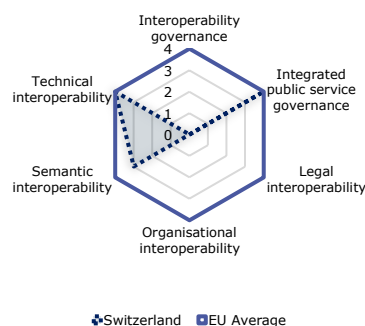 Interoperability
governance
4
3
2
1
0
Integrated
public service
governance
Technical
interoperability
Semantic
interoperability
Legal
interoperability
Organisational
interoperability
Switzerland
EU Average